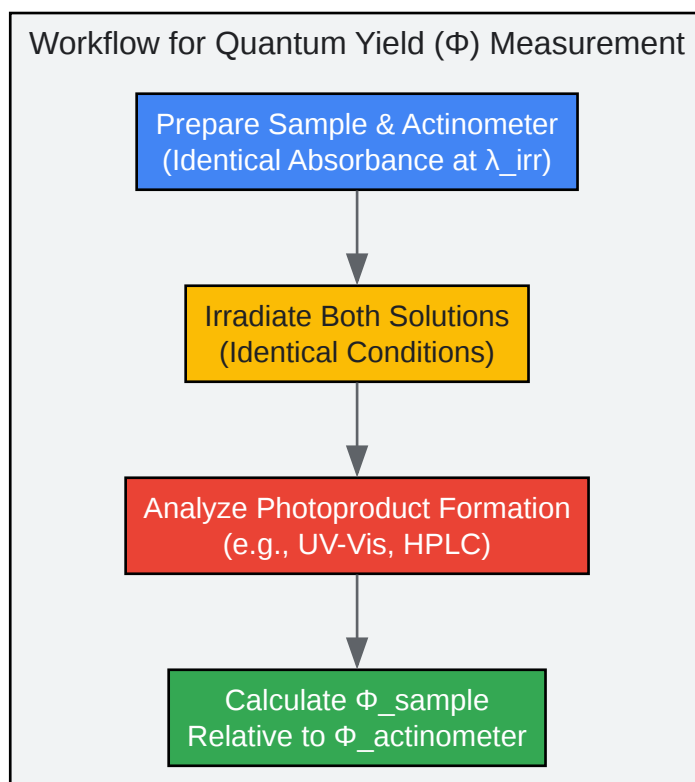 Workflow for Quantum Yield (Φ) Measurement
Prepare Sample & Actinometer
(Identical Absorbance at λ_irr)
Irradiate Both Solutions
(Identical Conditions)
Analyze Photoproduct Formation
(e.g., UV-Vis, HPLC)
Calculate Φ_sample
Relative to Φ_actinometer